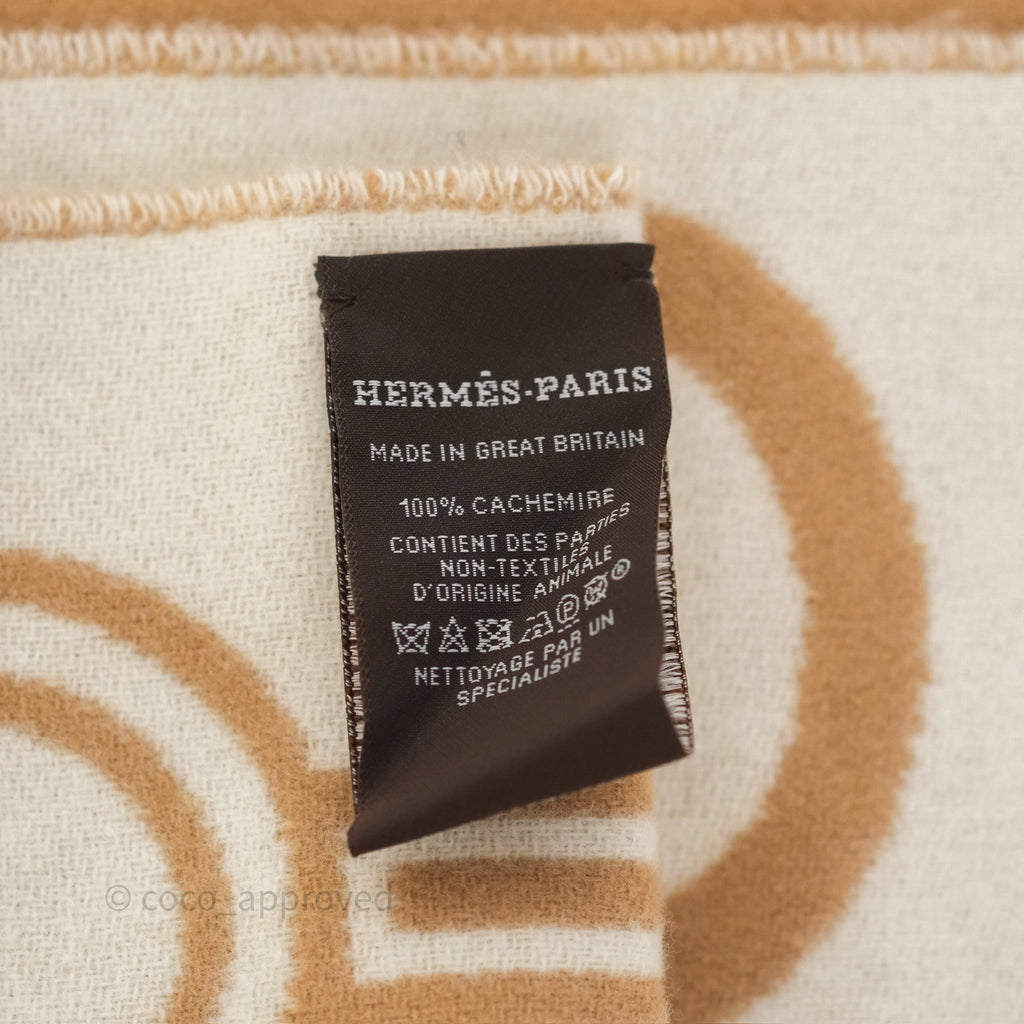 HERMÈS-PARIS
MADE IN GREAT BRITAIN
100% CACHEMIRE
CONTIENT DES PARTIES
NON-TEXTILES
D'ORIGINE ANIMALE
P ®
NETTOYAGE PAR UN
SPECIALISTE
© coco_approved